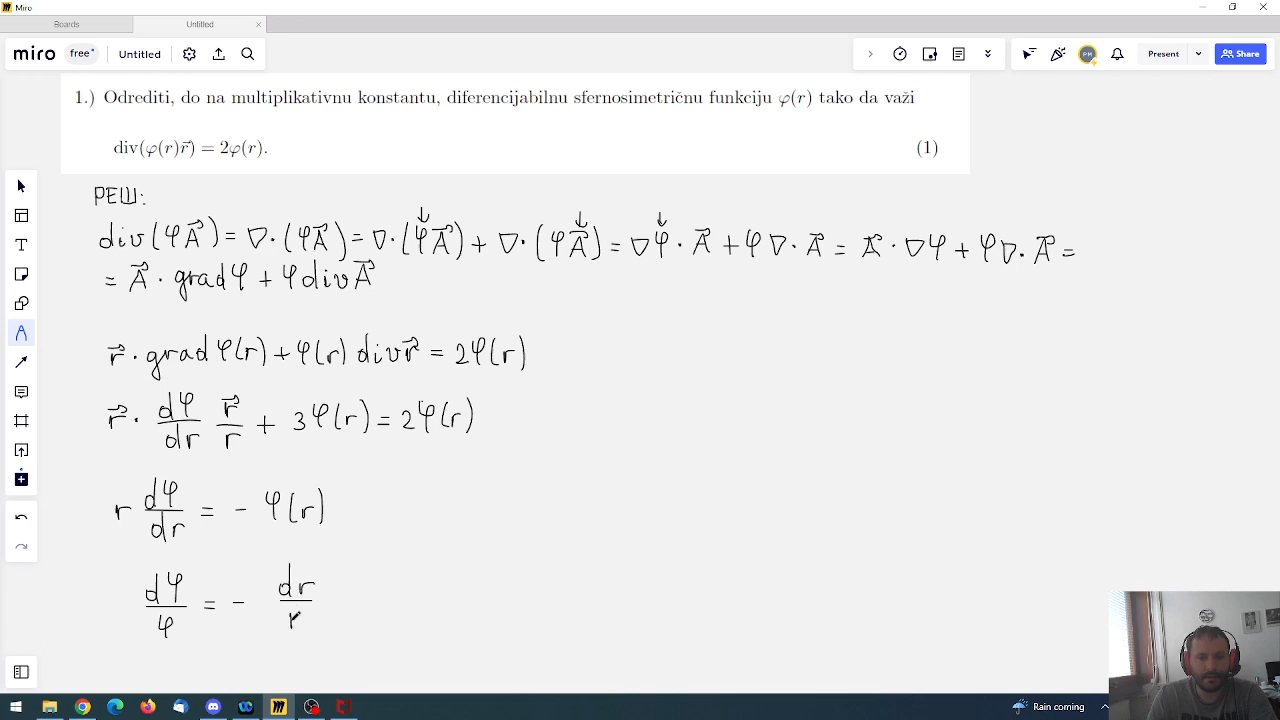 Miro
Boards
Untitled
miro free Untitled
Present
Share
1.) Odrediti, do na multiplikativnu konstantu, diferencijabilnu sfernosimetričnu funkciju φ(r) tako da važi
div(φ(r)r⃗) = 2φ(r). (1)
РЕШ:
div(φA⃗) = ∇·(φA⃗) = ∇·(φ↓A⃗) + ∇·(φA⃗↓) = ∇φ↓·A⃗ + φ∇·A⃗ = A⃗·∇φ + φ∇·A⃗ =
= A⃗·gradφ + φdivA⃗
r⃗·gradφ(r) + φ(r) divr⃗ = 2φ(r)
r⃗· dφ/dr r⃗/r + 3φ(r) = 2φ(r)
r dφ/dr = - φ(r)
dφ/φ = - dr/r
PM
Rain coming